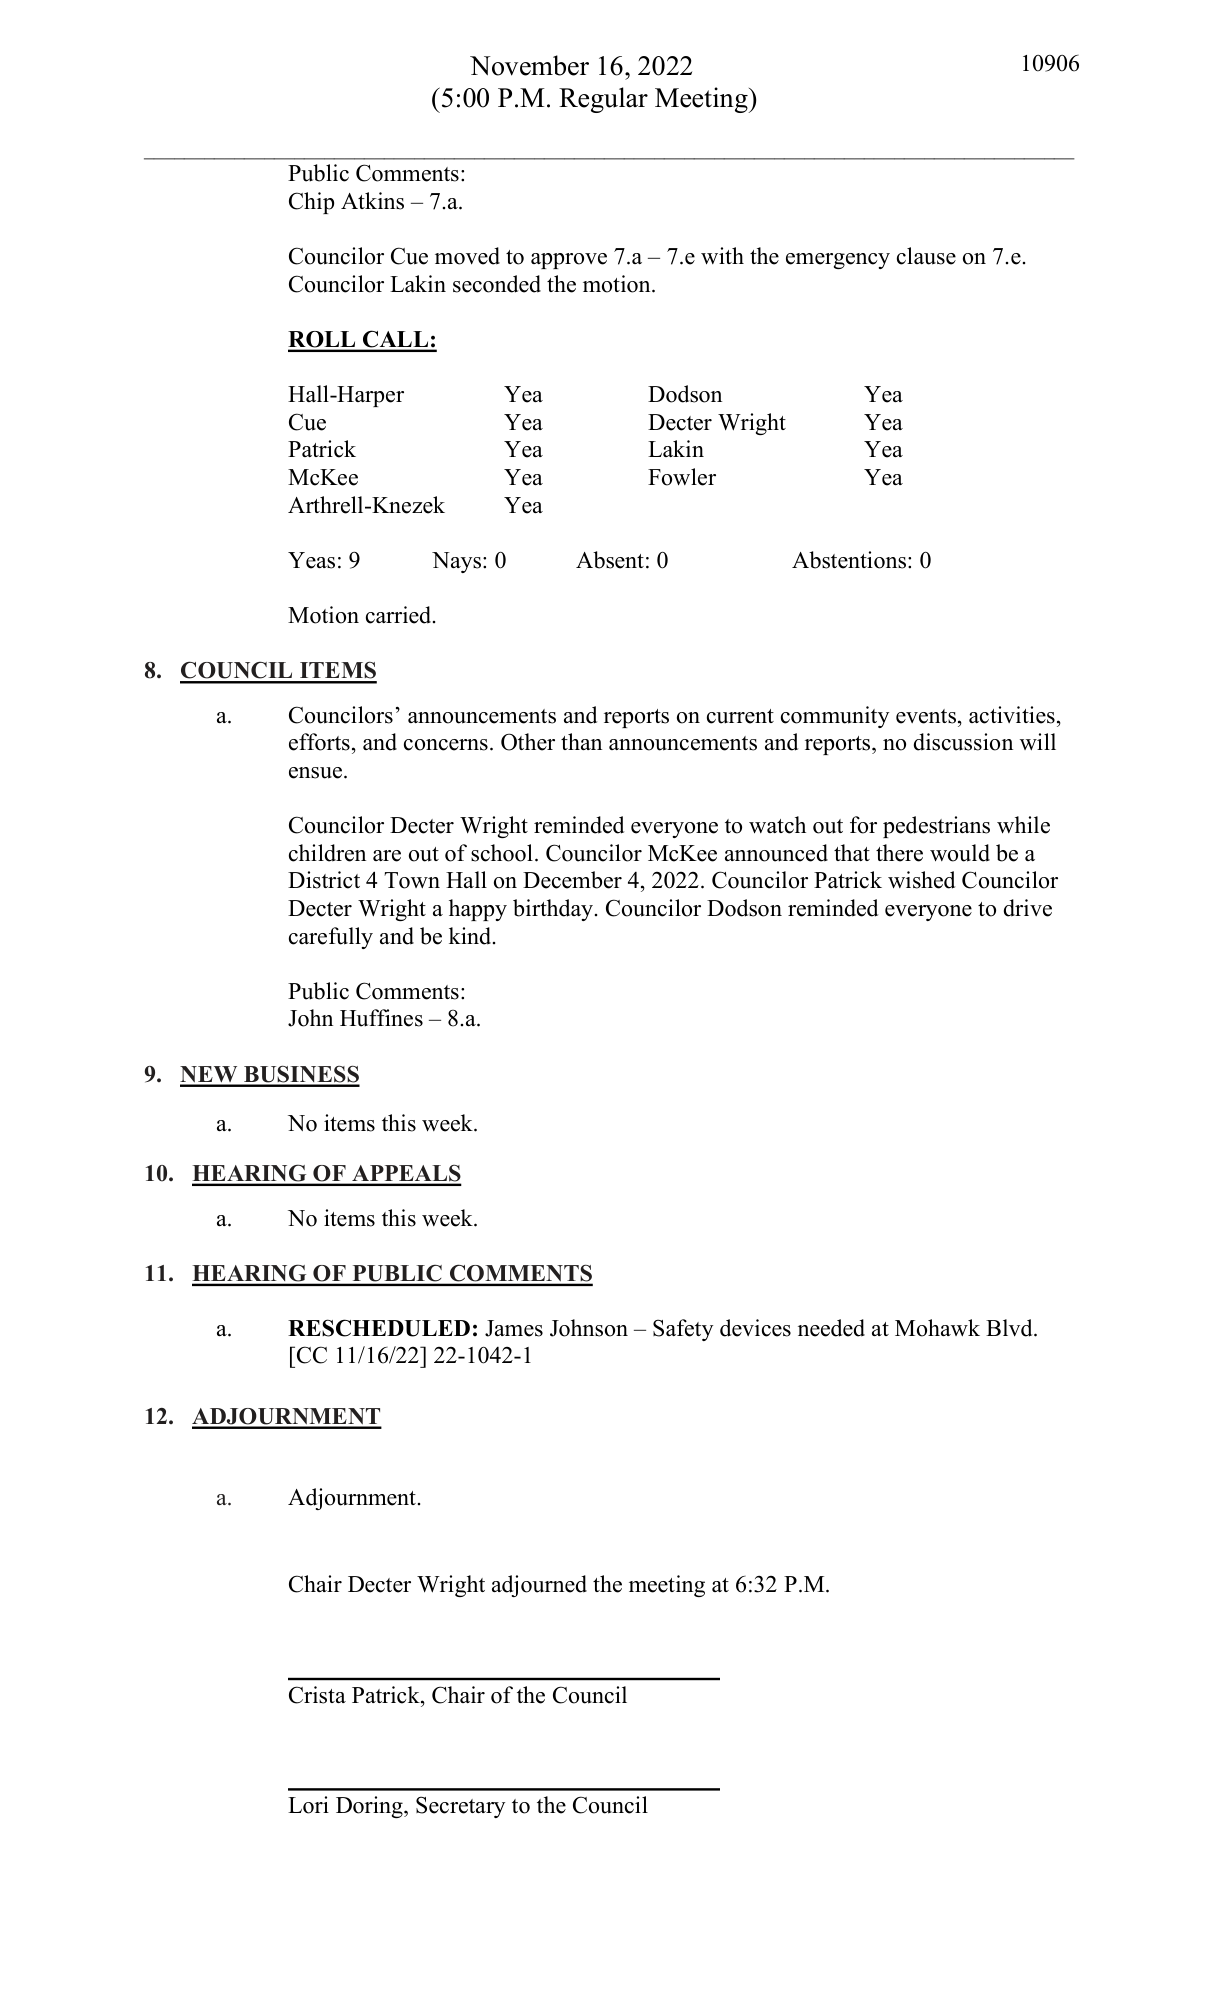 November 16, 2022
10906
(5:00 P.M. Regular Meeting)
Public Comments:
Chip Atkins – 7.a.
Councilor Cue moved to approve 7.a – 7.e with the emergency clause on 7.e.
Councilor Lakin seconded the motion.
ROLL CALL:
Hall-Harper Yea Dodson Yea
Cue Yea Decter Wright Yea
Patrick Yea Lakin Yea
McKee Yea Fowler Yea
Arthrell-Knezek Yea
Yeas: 9 Nays: 0 Absent: 0 Abstentions: 0
Motion carried.
8. COUNCIL ITEMS
a. Councilors’ announcements and reports on current community events, activities,
efforts, and concerns. Other than announcements and reports, no discussion will
ensue.
Councilor Decter Wright reminded everyone to watch out for pedestrians while
children are out of school. Councilor McKee announced that there would be a
District 4 Town Hall on December 4, 2022. Councilor Patrick wished Councilor
Decter Wright a happy birthday. Councilor Dodson reminded everyone to drive
carefully and be kind.
Public Comments:
John Huffines – 8.a.
9. NEW BUSINESS
a. No items this week.
10. HEARING OF APPEALS
a. No items this week.
11. HEARING OF PUBLIC COMMENTS
a. RESCHEDULED: James Johnson – Safety devices needed at Mohawk Blvd.
[CC 11/16/22] 22-1042-1
12. ADJOURNMENT
a. Adjournment.
Chair Decter Wright adjourned the meeting at 6:32 P.M.
Crista Patrick, Chair of the Council
Lori Doring, Secretary to the Council